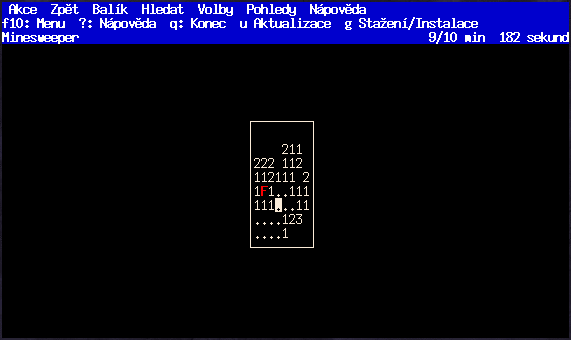 Akce Zpět Balík Hledat Volby Pohledy Nápověda
f10: Menu ?: Nápověda q: Konec u Aktualizace g Stažení/Instalace
Minesweeper 9/10 min 182 sekund
211
222 112
112111 2
1F1..111
111...11
....123
....1